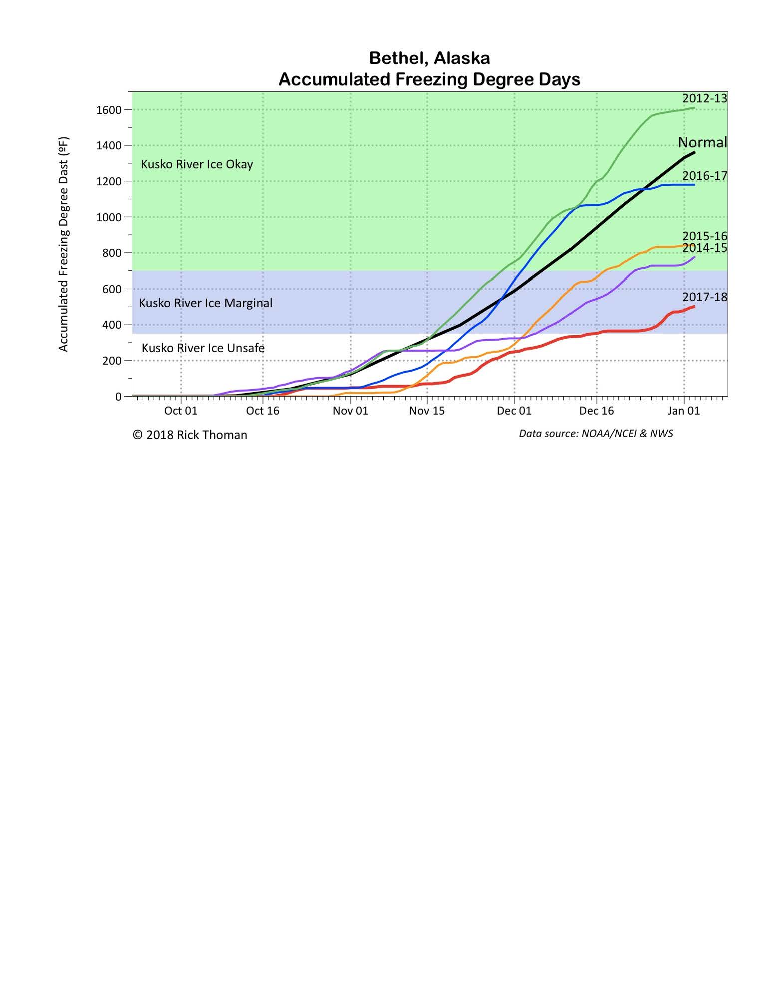 Bethel, Alaska
Accumulated Freezing Degree Days
Accumulated Freezing Degree Dast (ºF)
1600
1400
1200
1000
800
600
400
200
0
2012-13
Normal
2016-17
2015-16
2014-15
2017-18
Kusko River Ice Okay
Kusko River Ice Marginal
Kusko River Ice Unsafe
Oct 01 Oct 16 Nov 01 Nov 15 Dec 01 Dec 16 Jan 01
© 2018 Rick Thoman
Data source: NOAA/NCEI & NWS